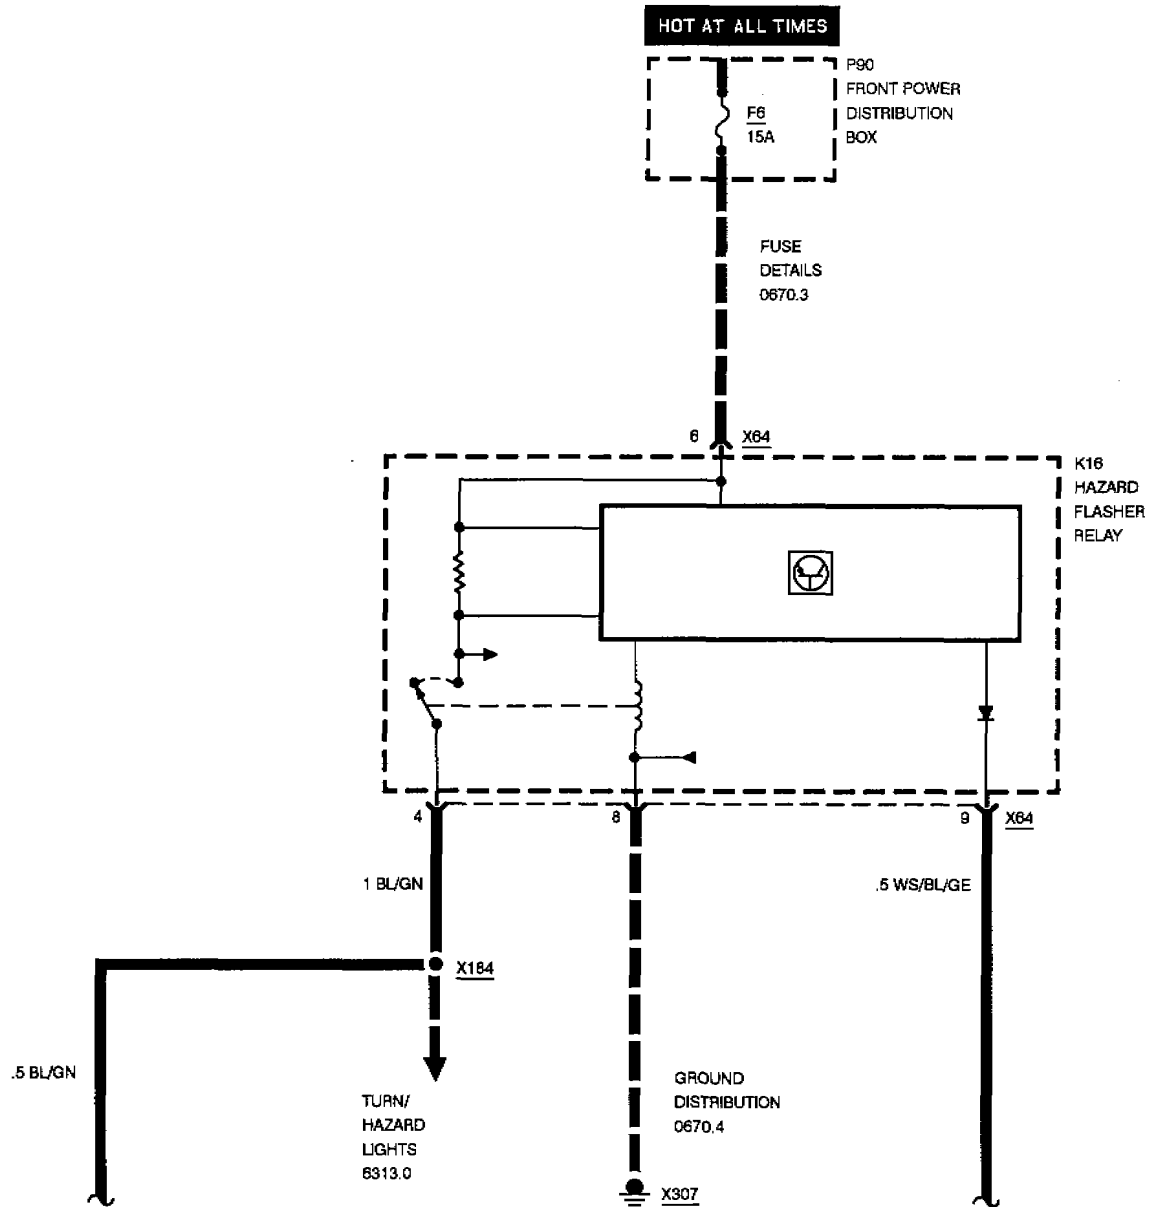 HOT AT ALL TIMES
P90
FRONT POWER
DISTRIBUTION
BOX
F6
15A
FUSE
DETAILS
0670.3
6
X64
K16
HAZARD
FLASHER
RELAY
4
8
9
X64
1 BL/GN
.5 WS/BL/GE
X184
.5 BL/GN
TURN/
HAZARD
LIGHTS
6313.0
GROUND
DISTRIBUTION
0670.4
X307